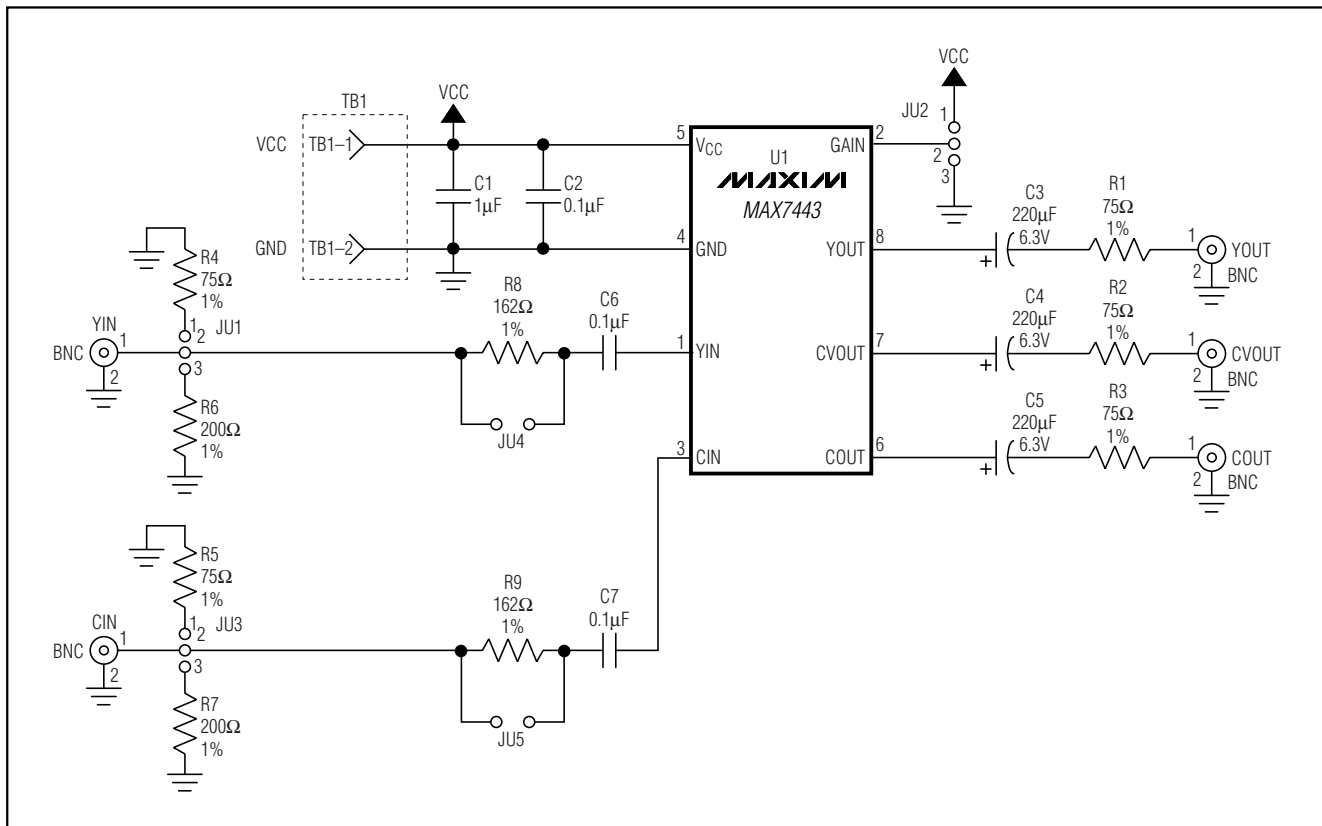 TB1
VCC
VCC TB1–1
GND TB1–2
C1
1µF
C2
0.1µF
5 VCC
4 GND
1 YIN
3 CIN
U1
MAXIM
MAX7443
GAIN 2
YOUT 8
CVOUT 7
COUT 6
VCC
JU2
1
2
3
C3
220µF
6.3V
+
R1
75Ω
1%
1
2
YOUT
BNC
C4
220µF
6.3V
+
R2
75Ω
1%
1
2
CVOUT
BNC
C5
220µF
6.3V
+
R3
75Ω
1%
1
2
COUT
BNC
R4
75Ω
1%
YIN
BNC
1
2
1
2
3
JU1
R6
200Ω
1%
R8
162Ω
1%
JU4
C6
0.1µF
R5
75Ω
1%
CIN
BNC
1
2
1
2
3
JU3
R7
200Ω
1%
R9
162Ω
1%
JU5
C7
0.1µF